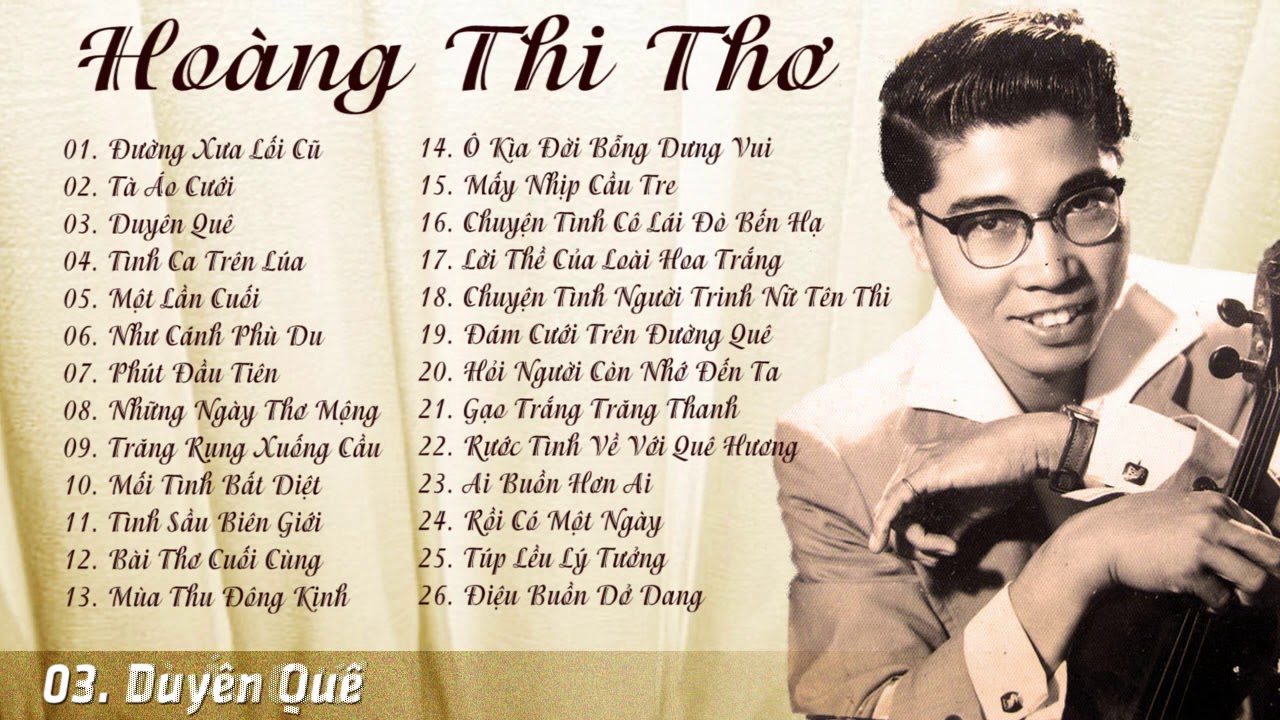 Hoàng Thi Thơ
01. Đường Xưa Lối Cũ
02. Tà Áo Cưới
03. Duyên Quê
04. Tình Ca Trên Lúa
05. Một Lần Cuối
06. Như Cánh Phù Du
07. Phút Đầu Tiên
08. Những Ngày Thơ Mộng
09. Trăng Rụng Xuống Cầu
10. Mối Tình Bất Diệt
11. Tình Sầu Biên Giới
12. Bài Thơ Cuối Cùng
13. Mùa Thu Đông Kinh
14. Ô Kìa Đời Bỗng Dưng Vui
15. Mấy Nhịp Cầu Tre
16. Chuyện Tình Cô Lái Đò Bến Hạ
17. Lời Thề Của Loài Hoa Trắng
18. Chuyện Tình Người Trinh Nữ Tên Thi
19. Đám Cưới Trên Đường Quê
20. Hỏi Người Còn Nhớ Đến Ta
21. Gạo Trắng Trăng Thanh
22. Rước Tình Về Với Quê Hương
23. Ai Buồn Hơn Ai
24. Rồi Có Một Ngày
25. Túp Lều Lý Tưởng
26. Điệu Buồn Dở Dang
03. Duyên Quê